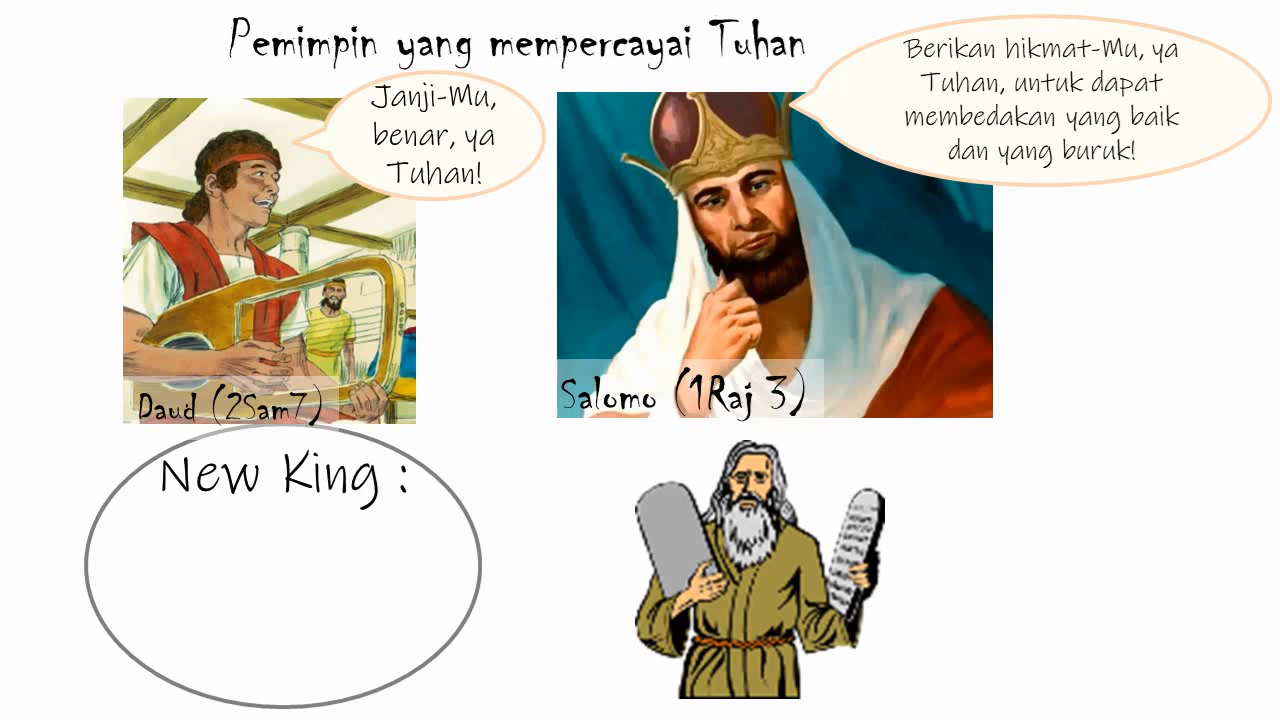 Pemimpin yang mempercayai Tuhan
Janji-Mu,
benar, ya
Tuhan!
Berikan hikmat-Mu, ya
Tuhan, untuk dapat
membedakan yang baik
dan yang buruk!
Daud (2Sam7)
Salomo (1Raj 3)
New King :